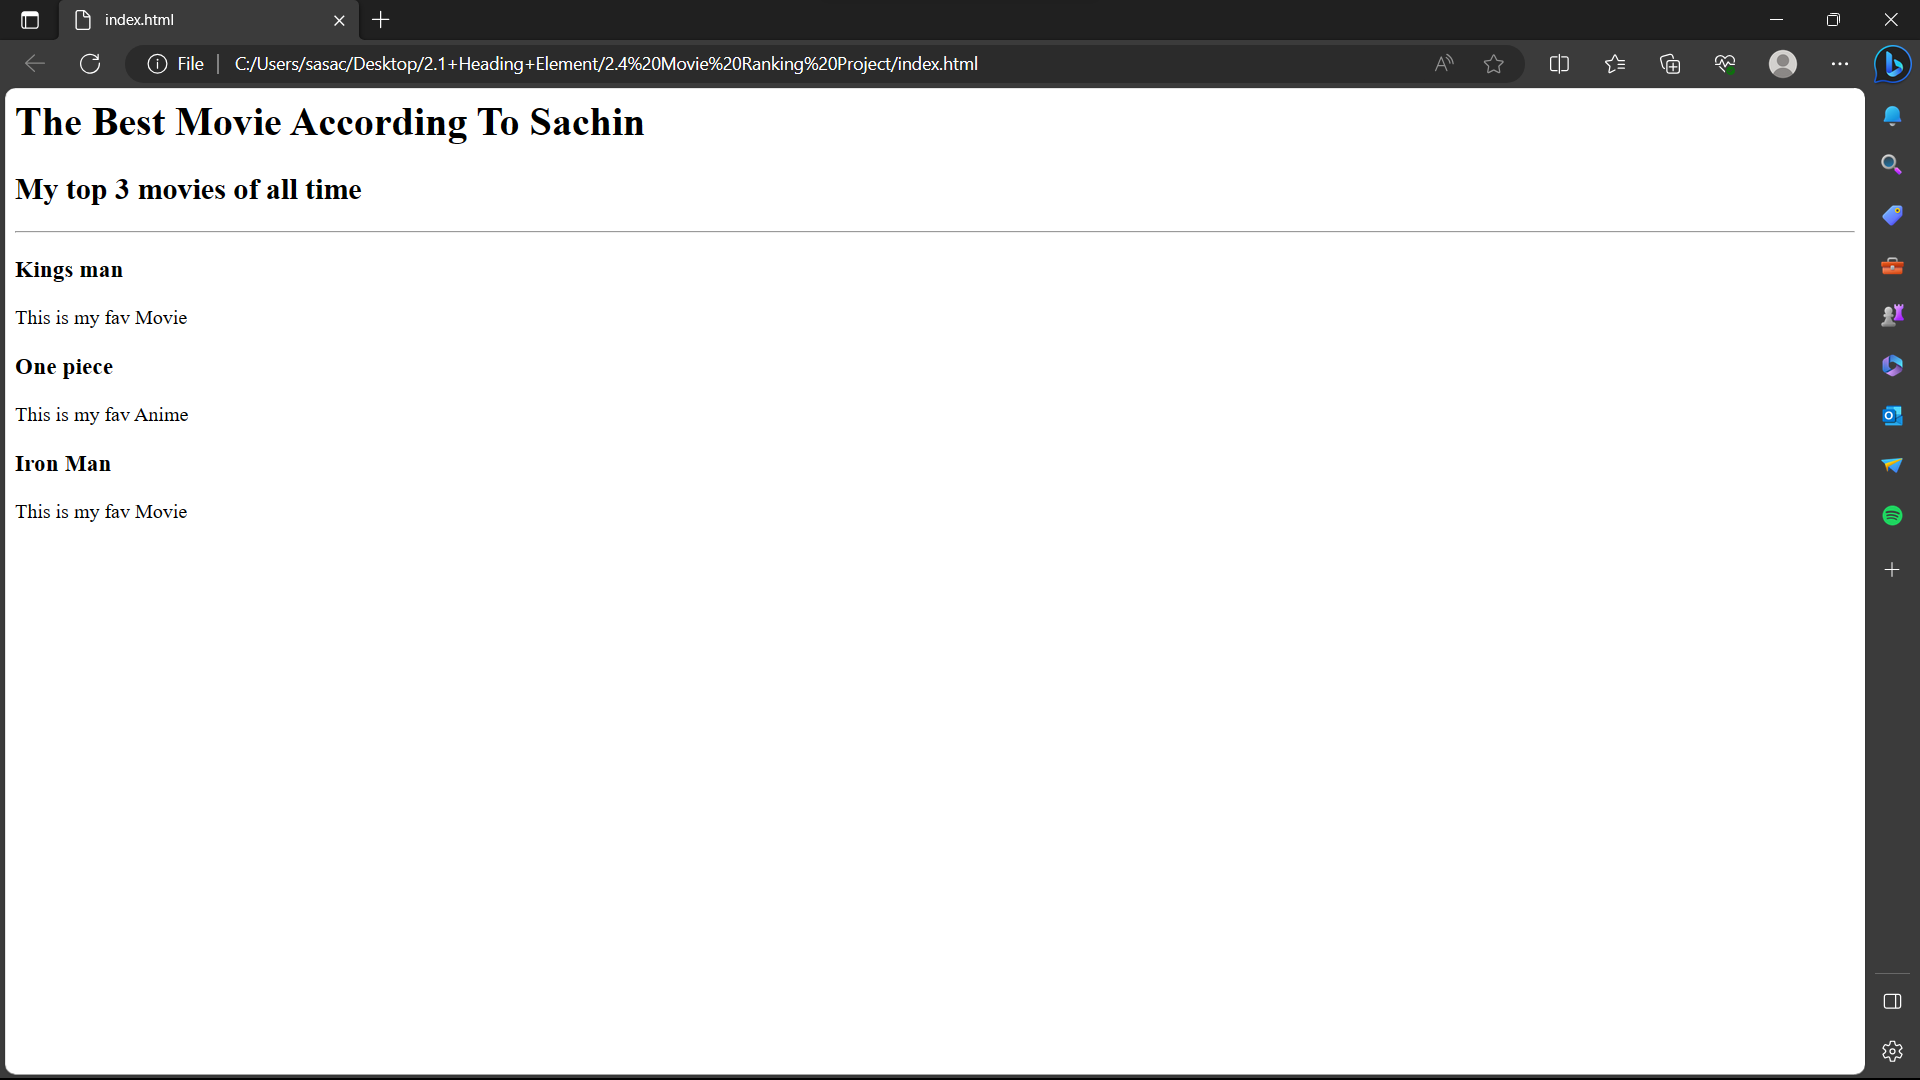 index.html
File
C:/Users/sasac/Desktop/2.1+Heading+Element/2.4%20Movie%20Ranking%20Project/index.html
The Best Movie According To Sachin
My top 3 movies of all time
Kings man
This is my fav Movie
One piece
This is my fav Anime
Iron Man
This is my fav Movie